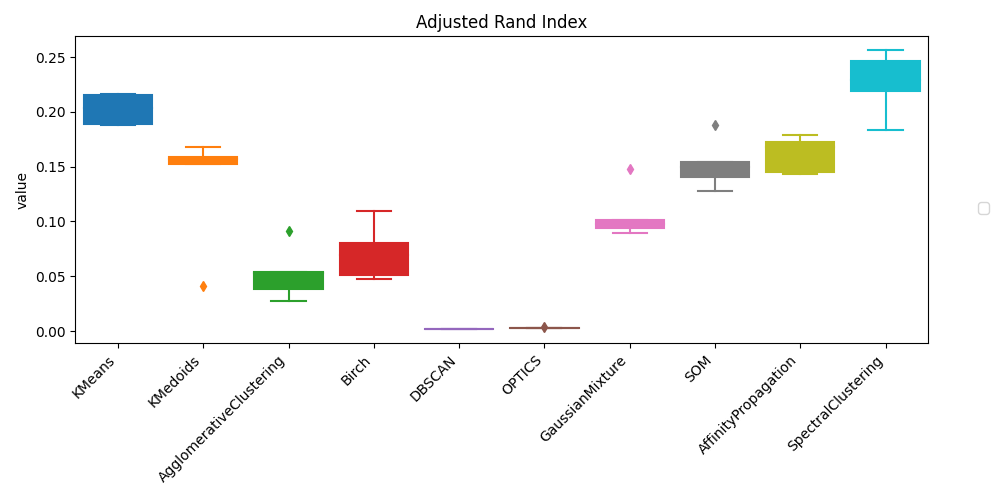 Adjusted Rand Index
value
0.25
0.20
0.15
0.10
0.05
0.00
KMeans
KMedoids
AgglomerativeClustering
Birch
DBSCAN
OPTICS
GaussianMixture
SOM
AffinityPropagation
SpectralClustering